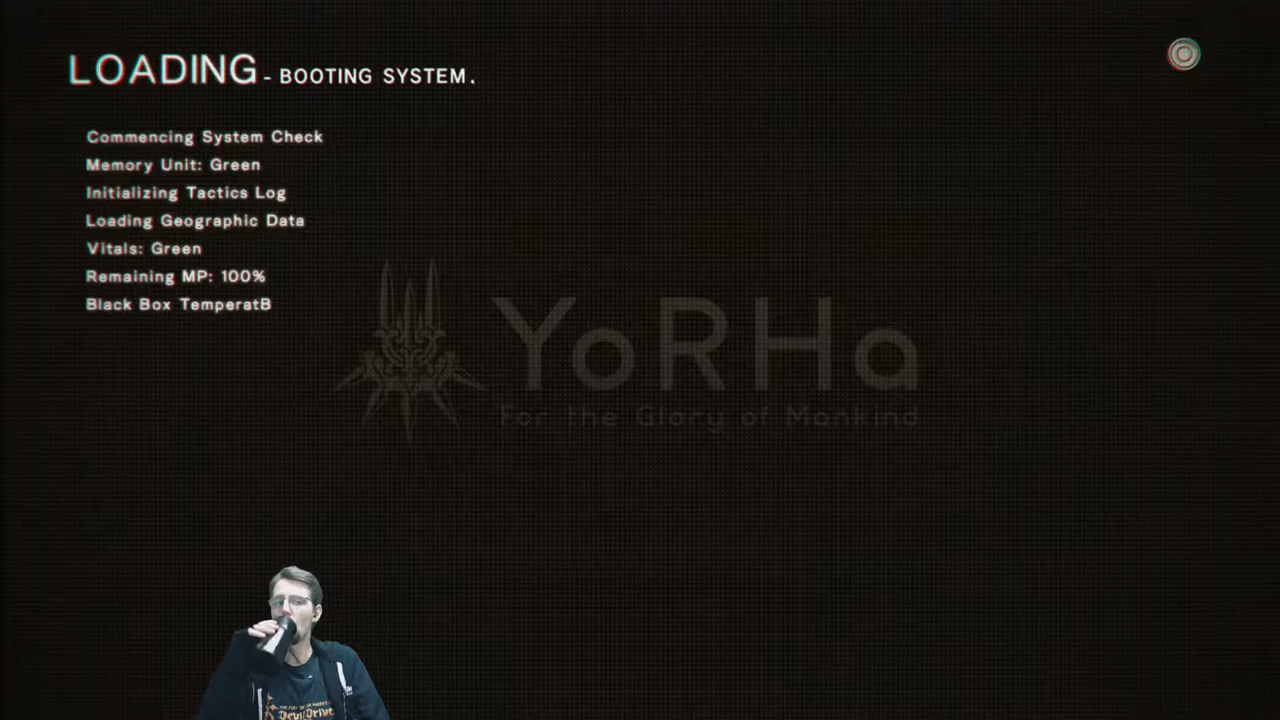 LOADING - BOOTING SYSTEM.
Commencing System Check
Memory Unit: Green
Initializing Tactics Log
Loading Geographic Data
Vitals: Green
Remaining MP: 100%
Black Box TemperatB
YoRHa
For the Glory of Mankind